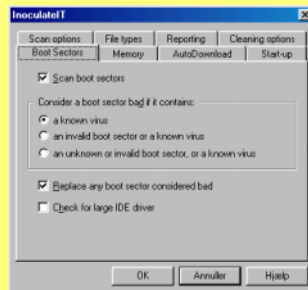 InoculateIT
Scan options File types Reporting Cleaning options
Boot Sectors Memory AutoDownload Start-up
Scan boot sectors
Consider a boot sector bad if it contains:
a known virus
an invalid boot sector or a known virus
an unknown or invalid boot sector, or a known virus
Replace any boot sector considered bad
Check for large IDE driver
OK Annuller Hjælp